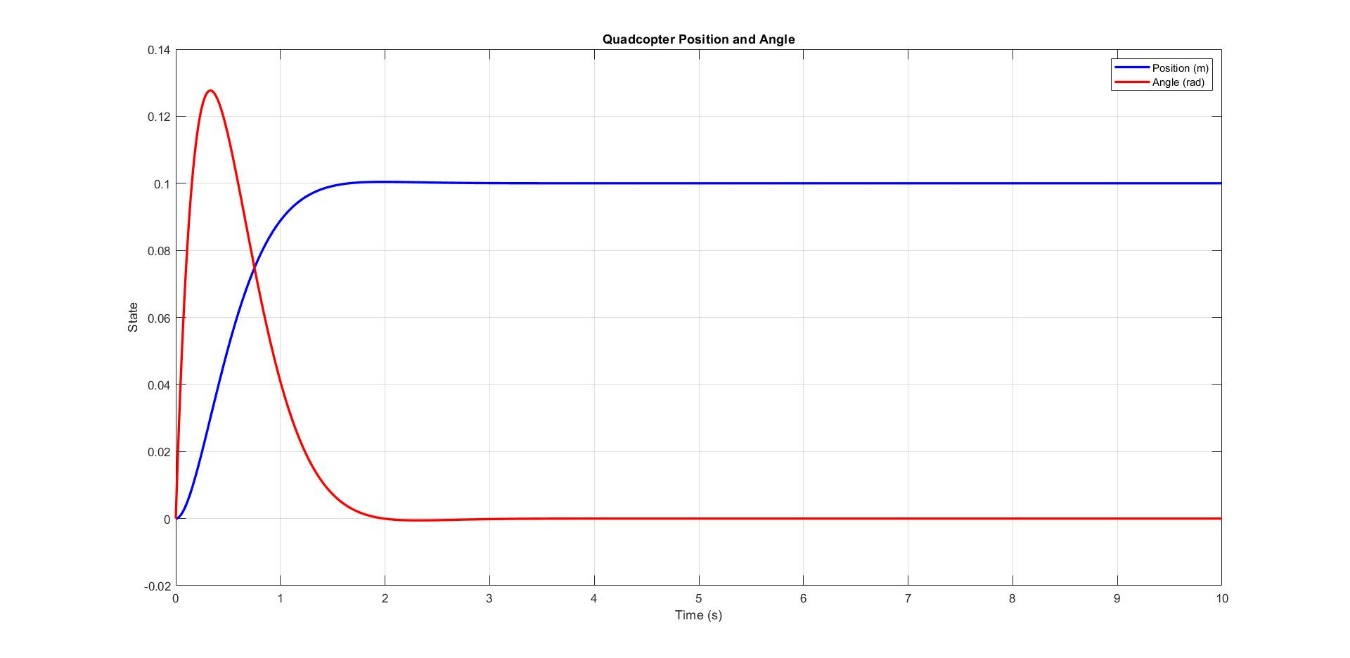 Quadcopter Position and Angle
Position (m)
Angle (rad)
0.14
0.12
0.1
0.08
0.06
0.04
0.02
0
-0.02
State
0 1 2 3 4 5 6 7 8 9 10
Time (s)